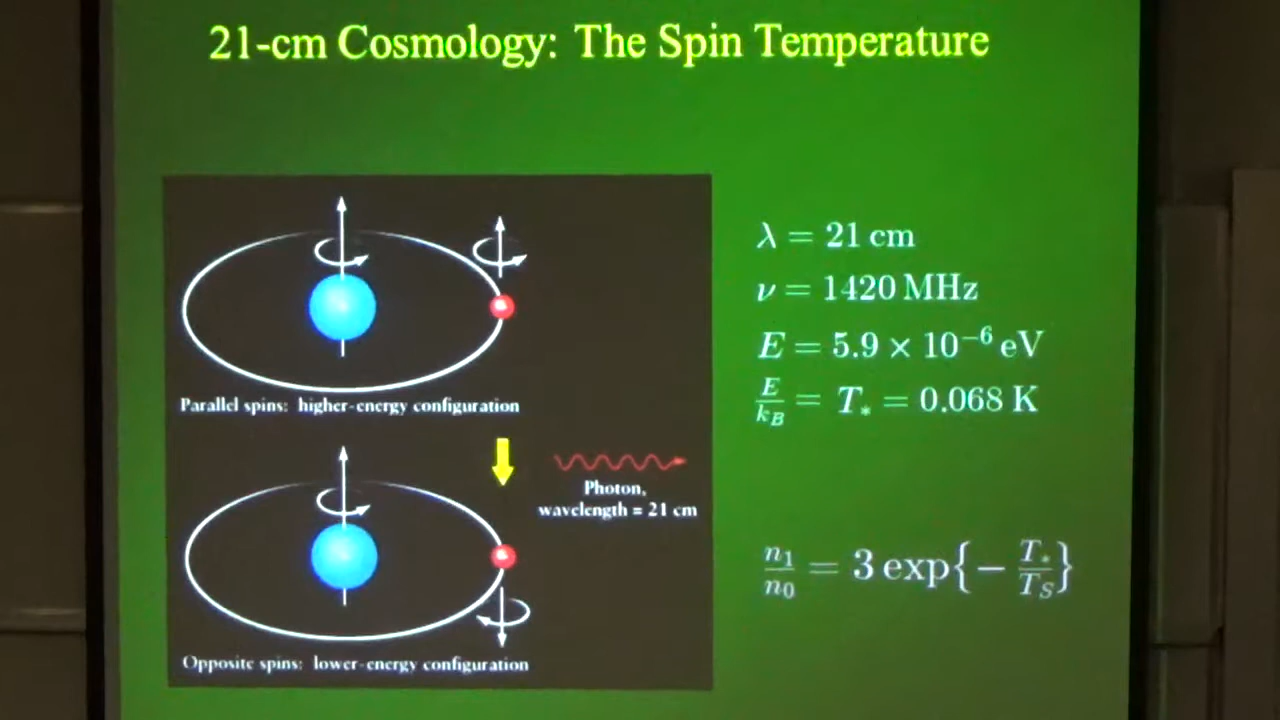 21-cm Cosmology: The Spin Temperature
Parallel spins: higher-energy configuration
Photon,
wavelength = 21 cm
Opposite spins: lower-energy configuration
λ = 21 cm
ν = 1420 MHz
E = 5.9 × 10⁻⁶ eV
E/k_B = T_* = 0.068 K
n₁/n₀ = 3 exp{− T_*/T_S}